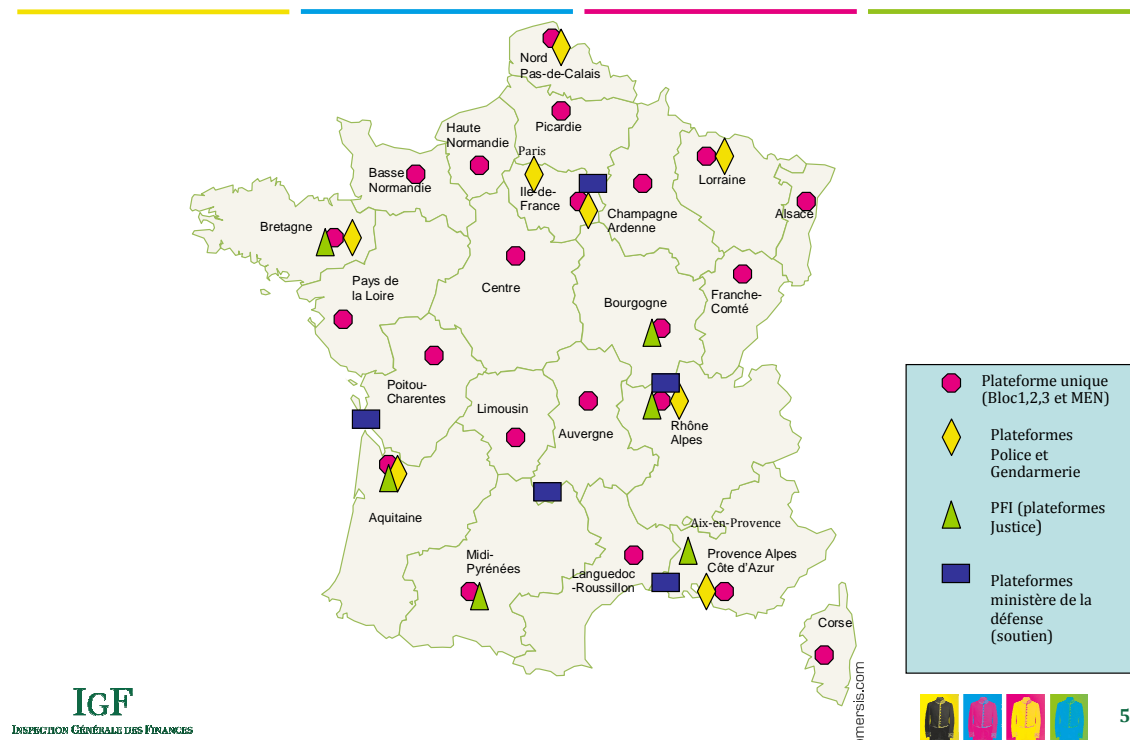 Nord
Pas-de-Calais
Picardie
Haute
Normandie
Paris
Basse
Normandie
Ile-de-
France
Lorraine
Champagne
Ardenne
Alsace
Bretagne
Pays de
la Loire
Centre
Bourgogne
Franche-
Comté
Poitou-
Charentes
Limousin
Auvergne
Rhône
Alpes
Aquitaine
Midi-
Pyrénées
Languedoc
-Roussillon
Aix-en-Provence
Provence Alpes
Côte d'Azur
Corse
Plateforme unique
(Bloc1,2,3 et MEN)
Plateformes
Police et
Gendarmerie
PFI (plateformes
Justice)
Plateformes
ministère de la
défense
(soutien)
omersis.com
IGF
INSPECTION GÉNÉRALE DES FINANCES
5